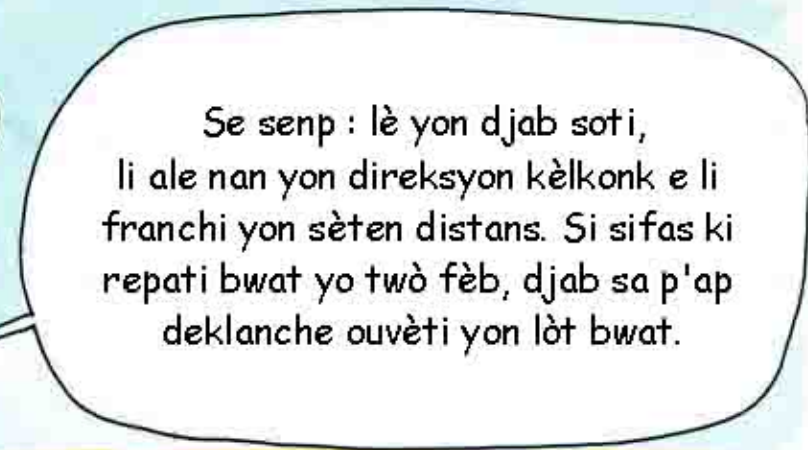 Se senp : lè yon djab soti,
li ale nan yon direksyon kèlkonk e li
franchi yon sèten distans. Si sifas ki
repati bwat yo twò fèb, djab sa p'ap
deklanche ouvèti yon lòt bwat.